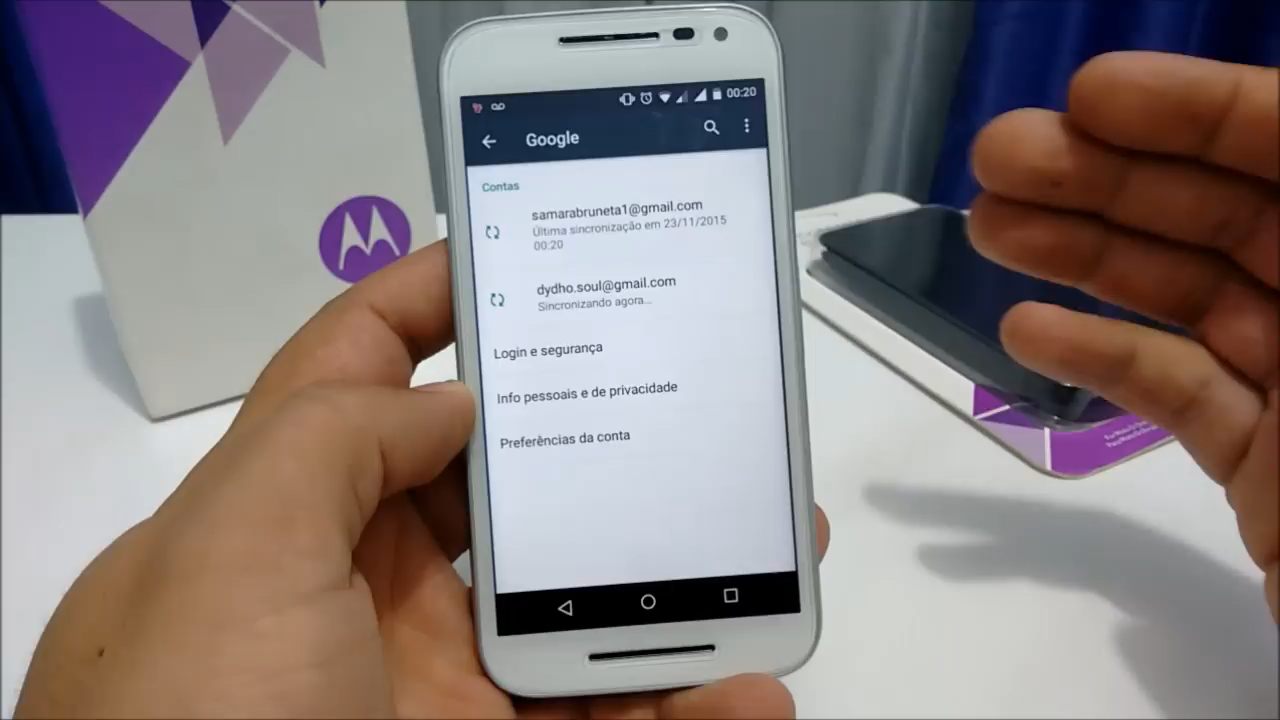 00:20
Google
Contas
samarabruneta1@gmail.com
Última sincronização em 23/11/2015
00:20
dydho.soul@gmail.com
Sincronizando agora...
Login e segurança
Info pessoais e de privacidade
Preferências da conta